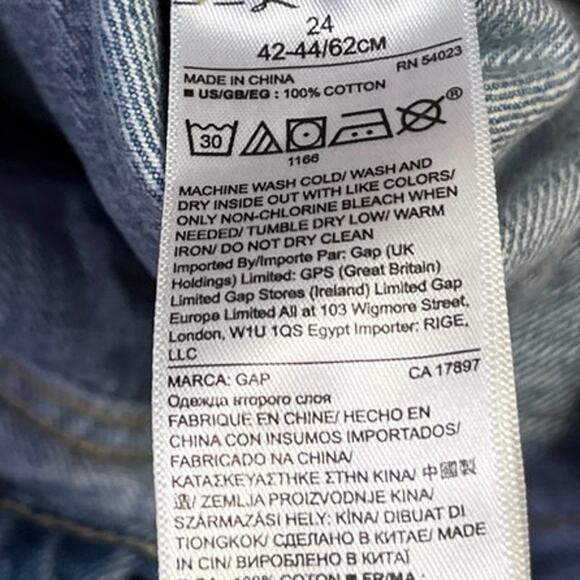 24
42-44/62CM
RN 54023
MADE IN CHINA
■ US/GB/EG : 100% COTTON
30
®
1166
MACHINE WASH COLD/ WASH AND
DRY INSIDE OUT WITH LIKE COLORS/
ONLY NON-CHLORINE BLEACH WHEN
NEEDED/ TUMBLE DRY LOW/ WARM
IRON/ DO NOT DRY CLEAN
Imported By/Importe Par: Gap (UK
Holdings) Limited: GPS (Great Britain)
Limited Gap Stores (Ireland) Limited Gap
Europe Limited All at 103 Wigmore Street,
London, W1U 1QS Egypt Importer: RIGE,
LLC
MARCA: GAP
CA 17897
Одежда второго слоя
FABRIQUE EN CHINE/ HECHO EN
CHINA CON INSUMOS IMPORTADOS/
FABRICADO NA CHINA/
ΚΑΤΑΣΚΕΥΑΣΤΗΚΕ ΣΤΗΝ ΚΙΝΑ/ 中國製
造/ ZEMLJA PROIZVODNJE KINA/
SZÁRMAZÁSI HELY: KÍNA/ DIBUAT DI
TIONGKOK/ СДЕЛАНО В КИТАЕ/ MADE
IN CIN/ ВИРОБЛЕНО В КИТАЇ
100% COTON ■ FR/MA :